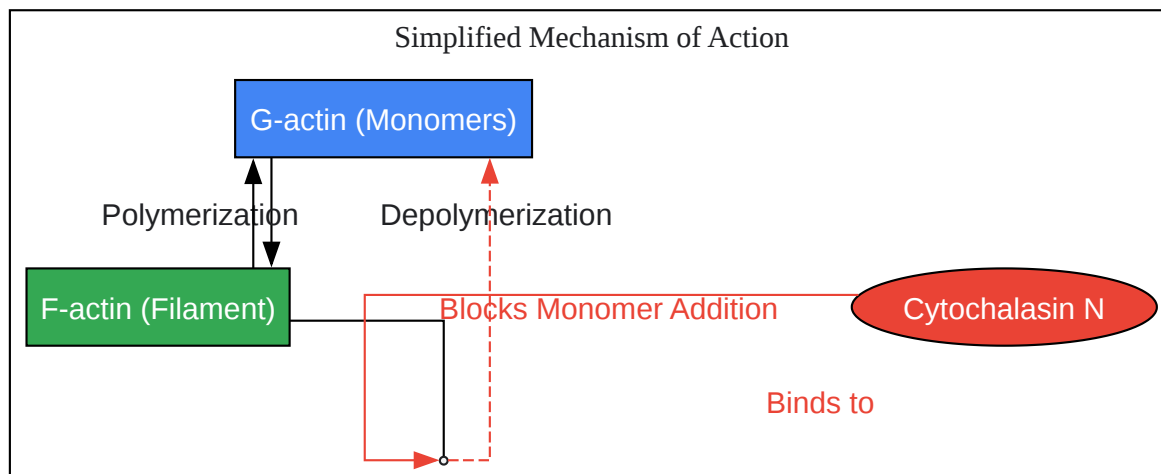 Simplified Mechanism of Action
G-actin (Monomers)
Polymerization
Depolymerization
F-actin (Filament)
Blocks Monomer Addition
Cytochalasin N
Binds to